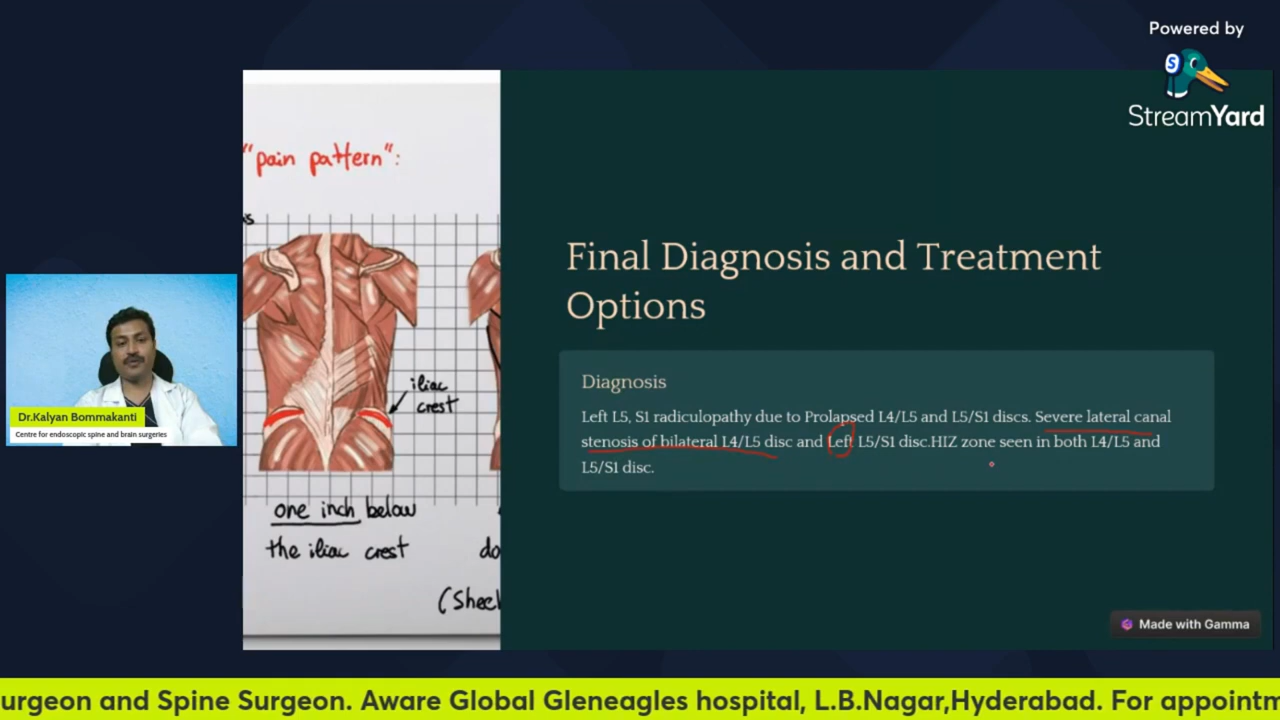 Powered by
StreamYard
"pain pattern":
iliac
crest
one inch below
the iliac crest
Final Diagnosis and Treatment
Options
Diagnosis
Left L5, S1 radiculopathy due to Prolapsed L4/L5 and L5/S1 discs. Severe lateral canal
stenosis of bilateral L4/L5 disc and Left L5/S1 disc.HIZ zone seen in both L4/L5 and
L5/S1 disc.
Made with Gamma
Dr.Kalyan Bommakanti
Centre for endoscopic spine and brain surgeries
urgeon and Spine Surgeon. Aware Global Gleneagles hospital, L.B.Nagar,Hyderabad. For appointm